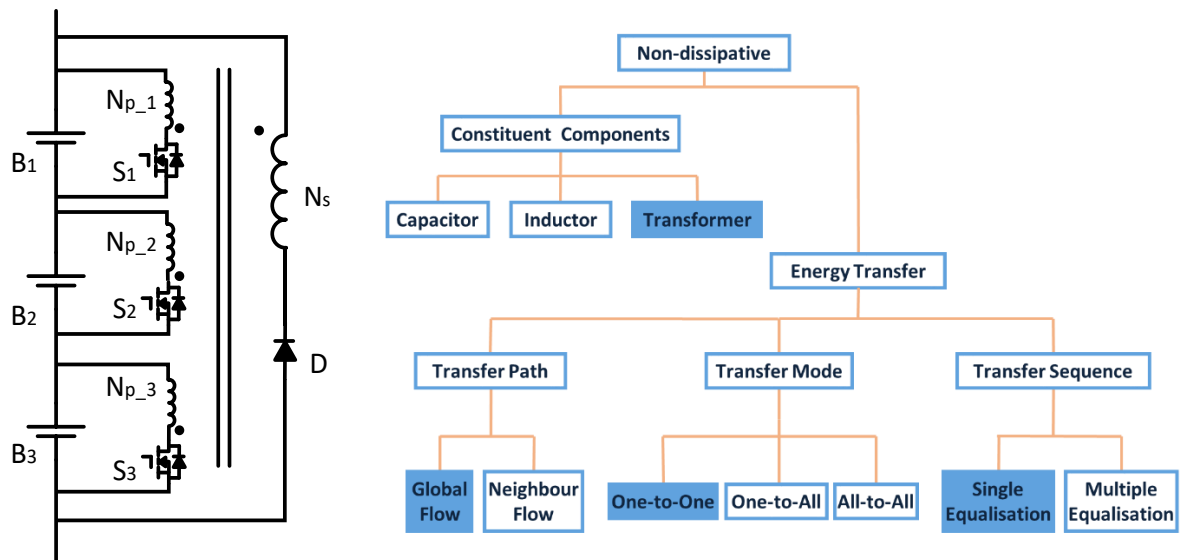 Np_1
B1
S1
Ns
Np_2
B2
S2
D
Np_3
B3
S3
Non-dissipative
Constituent Components
Capacitor
Inductor
Transformer
Energy Transfer
Transfer Path
Transfer Mode
Transfer Sequence
Global
Flow
Neighbour
Flow
One-to-One
One-to-All
All-to-All
Single
Equalisation
Multiple
Equalisation